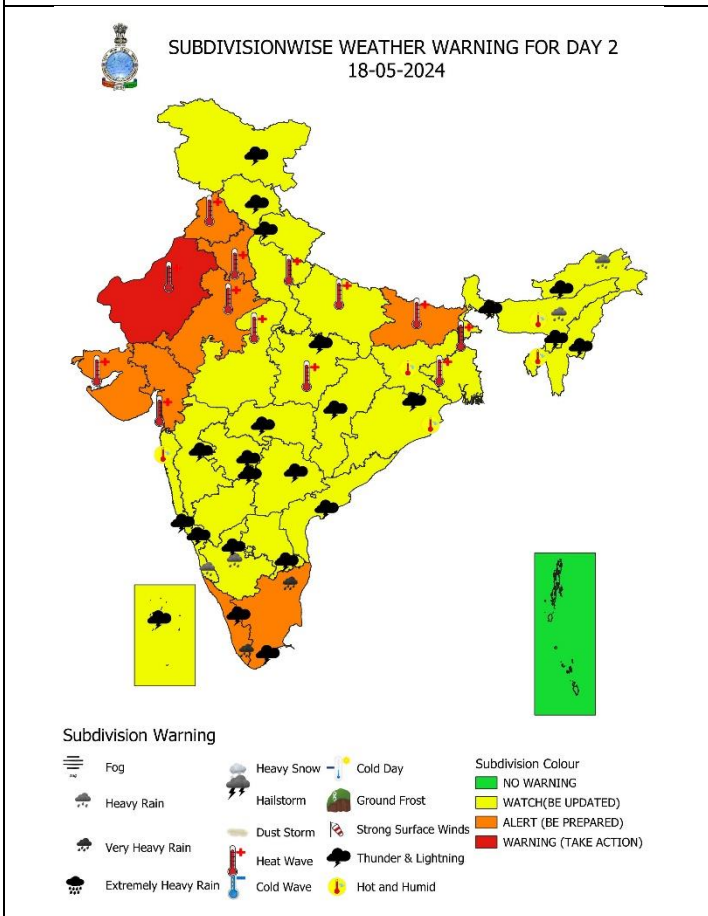 SUBDIVISIONWISE WEATHER WARNING FOR DAY 2
18-05-2024
Subdivision Warning
Fog
Heavy Rain
Very Heavy Rain
Extremely Heavy Rain
Heavy Snow
Hailstorm
Dust Storm
Heat Wave
Cold Wave
Cold Day
Ground Frost
Strong Surface Winds
Thunder & Lightning
Hot and Humid
Subdivision Colour
NO WARNING
WATCH(BE UPDATED)
ALERT (BE PREPARED)
WARNING (TAKE ACTION)